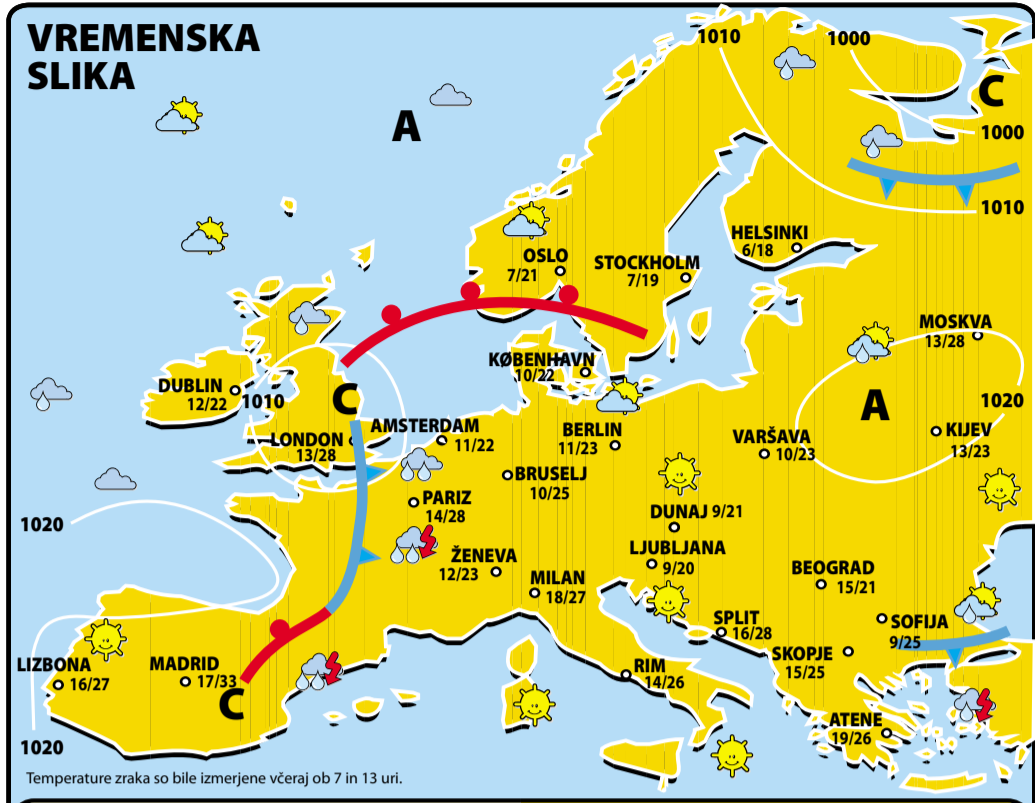 VREMENSKA
SLIKA
1010
1000
A
C
1000
1010
HELSINKI
6/18
OSLO
7/21
STOCKHOLM
7/19
MOSKVA
13/28
KØBENHAVN
10/22
DUBLIN
12/22
1010
C
A
1020
AMSTERDAM
11/22
LONDON
13/28
BERLIN
11/23
VARŠAVA
10/23
KIJEV
13/23
BRUSELJ
10/25
PARIZ
14/28
DUNAJ 9/21
1020
LJUBLJANA
9/20
ŽENEVA
12/23
MILAN
18/27
BEOGRAD
15/21
SPLIT
16/28
SOFIJA
9/25
SKOPJE
15/25
LIZBONA
16/27
MADRID
17/33
C
RIM
14/26
ATENE
19/26
1020
Temperature zraka so bile izmerjene včeraj ob 7 in 13 uri.